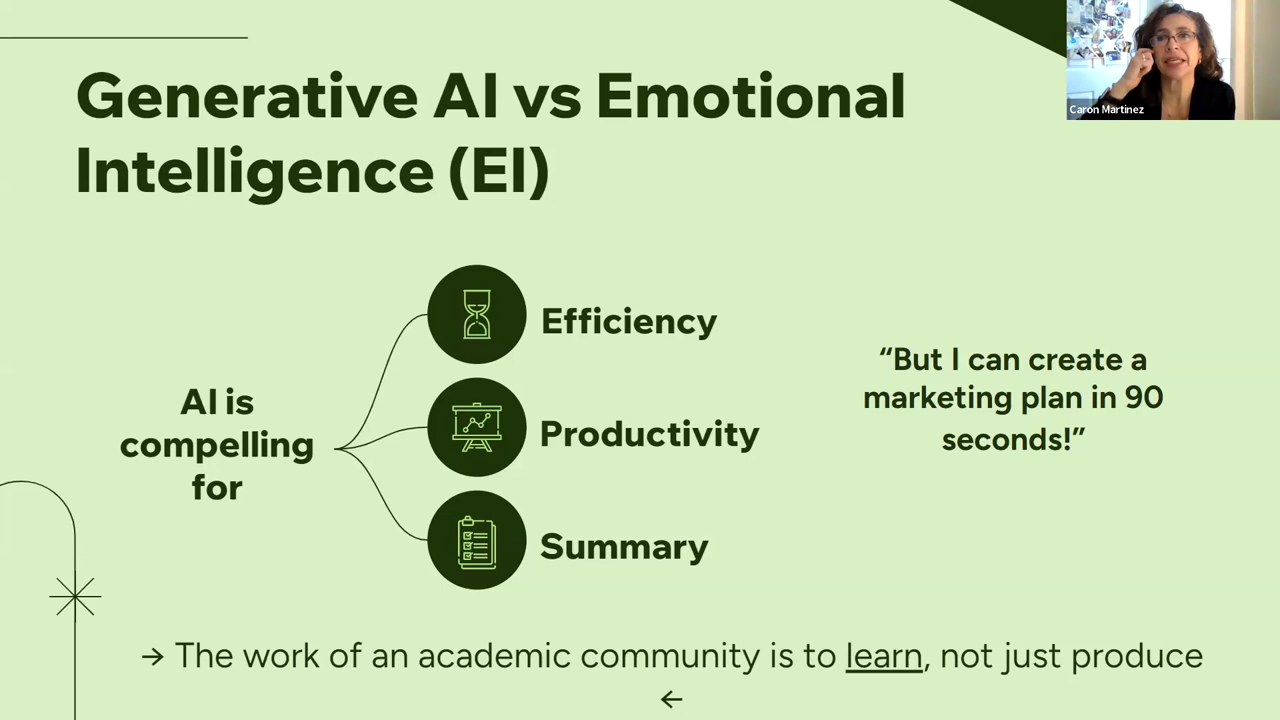 Generative AI vs Emotional
Intelligence (EI)
Caron Martinez
AI is
compelling
for
Efficiency
Productivity
Summary
“But I can create a
marketing plan in 90
seconds!”
→ The work of an academic community is to learn, not just produce
←